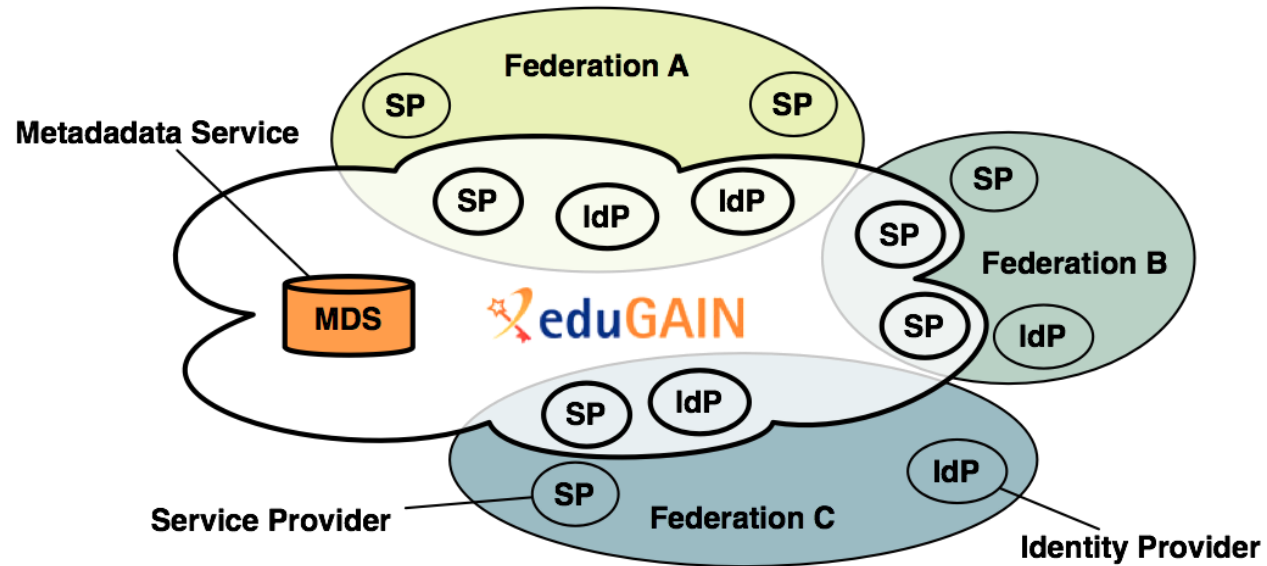 Federation A
SP
SP
Metadadata Service
SP
IdP
IdP
SP
SP
Federation B
MDS
eduGAIN
SP
IdP
SP
IdP
IdP
SP
Federation C
Service Provider
Identity Provider